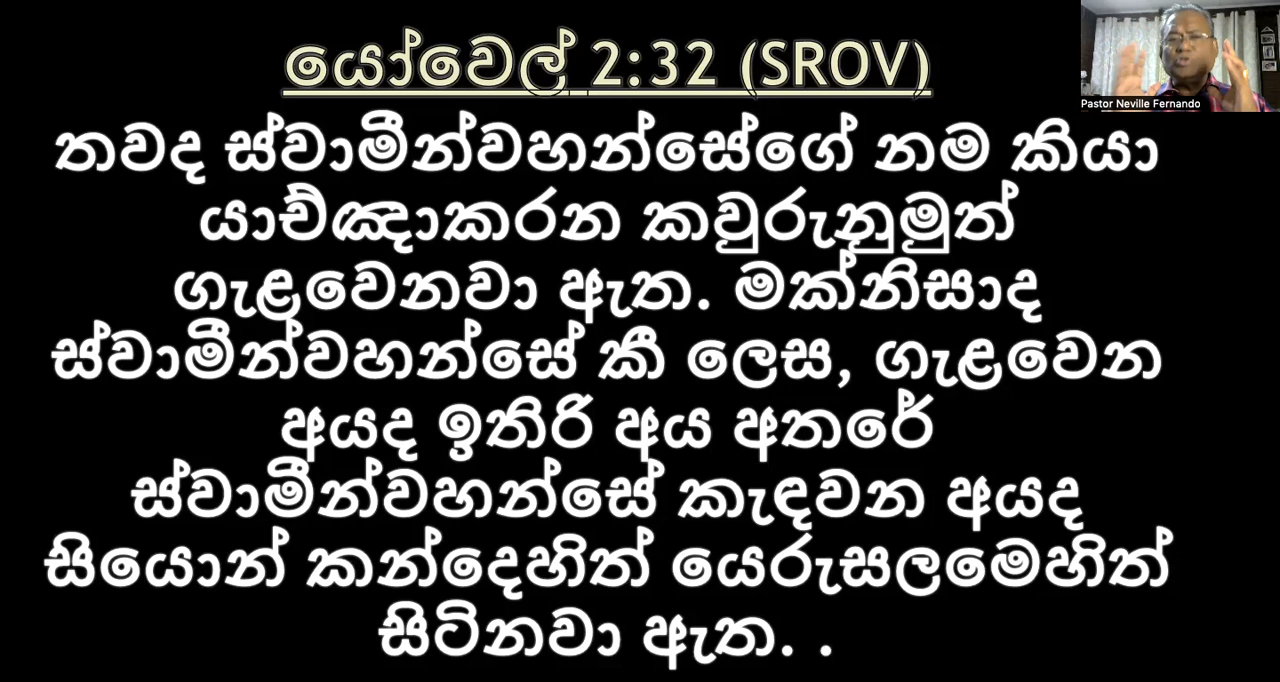 යෝවෙල් 2:32 (SROV)
Pastor Neville Fernando
තවද ස්වාමීන්වහන්සේගේ නම කියා
යාච්ඤාකරන කවුරුනුමුත්
ගැළවෙනවා ඇත. මක්නිසාද
ස්වාමීන්වහන්සේ කී ලෙස, ගැළවෙන
අයද ඉතිරි අය අතරේ
ස්වාමීන්වහන්සේ කැඳවන අයද
සියොන් කන්දෙහිත් යෙරුසලමෙහිත්
සිටිනවා ඇත. .